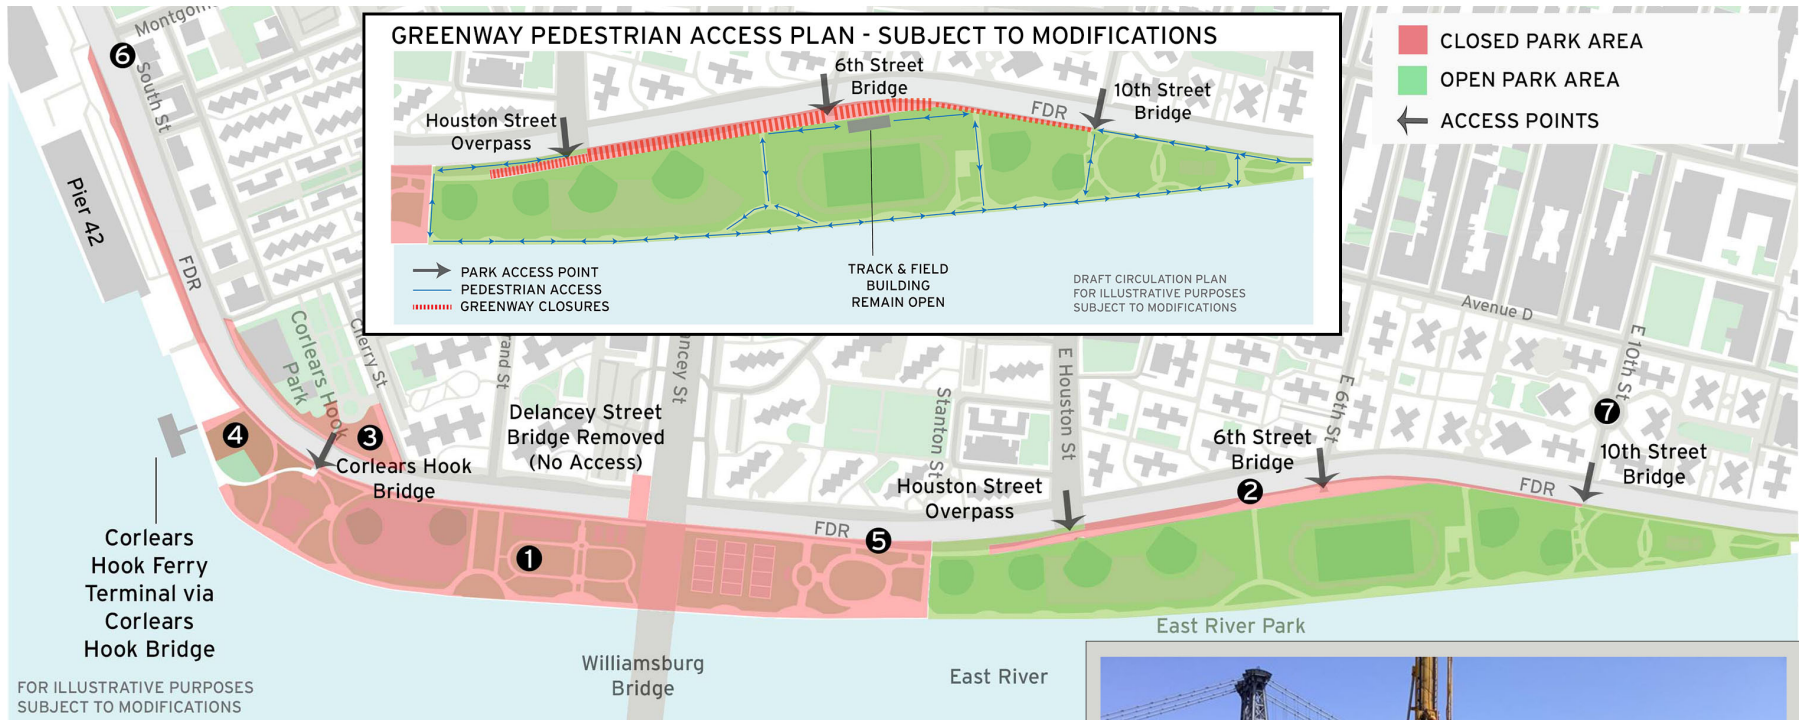 GREENWAY PEDESTRIAN ACCESS PLAN - SUBJECT TO MODIFICATIONS
6th Street
Bridge
10th Street
Bridge
FDR
Houston Street
Overpass
PARK ACCESS POINT
PEDESTRIAN ACCESS
GREENWAY CLOSURES
TRACK & FIELD
BUILDING
REMAIN OPEN
DRAFT CIRCULATION PLAN
FOR ILLUSTRATIVE PURPOSES
SUBJECT TO MODIFICATIONS
CLOSED PARK AREA
OPEN PARK AREA
ACCESS POINTS
Montgom
6
South St
Pier 42
FDR
Corlears Hook
Park
Cherry St
rand St
ancey St
Delancey Street
Bridge Removed
(No Access)
4
3
Corlears Hook
Bridge
Corlears
Hook Ferry
Terminal via
Corlears
Hook Bridge
1
FDR
5
Stanton St
E Houston St
Houston Street
Overpass
6th Street
Bridge
2
E 6th St
Avenue D
E 10th St
7
10th Street
Bridge
FDR
East River Park
Williamsburg
Bridge
East River
FOR ILLUSTRATIVE PURPOSES
SUBJECT TO MODIFICATIONS